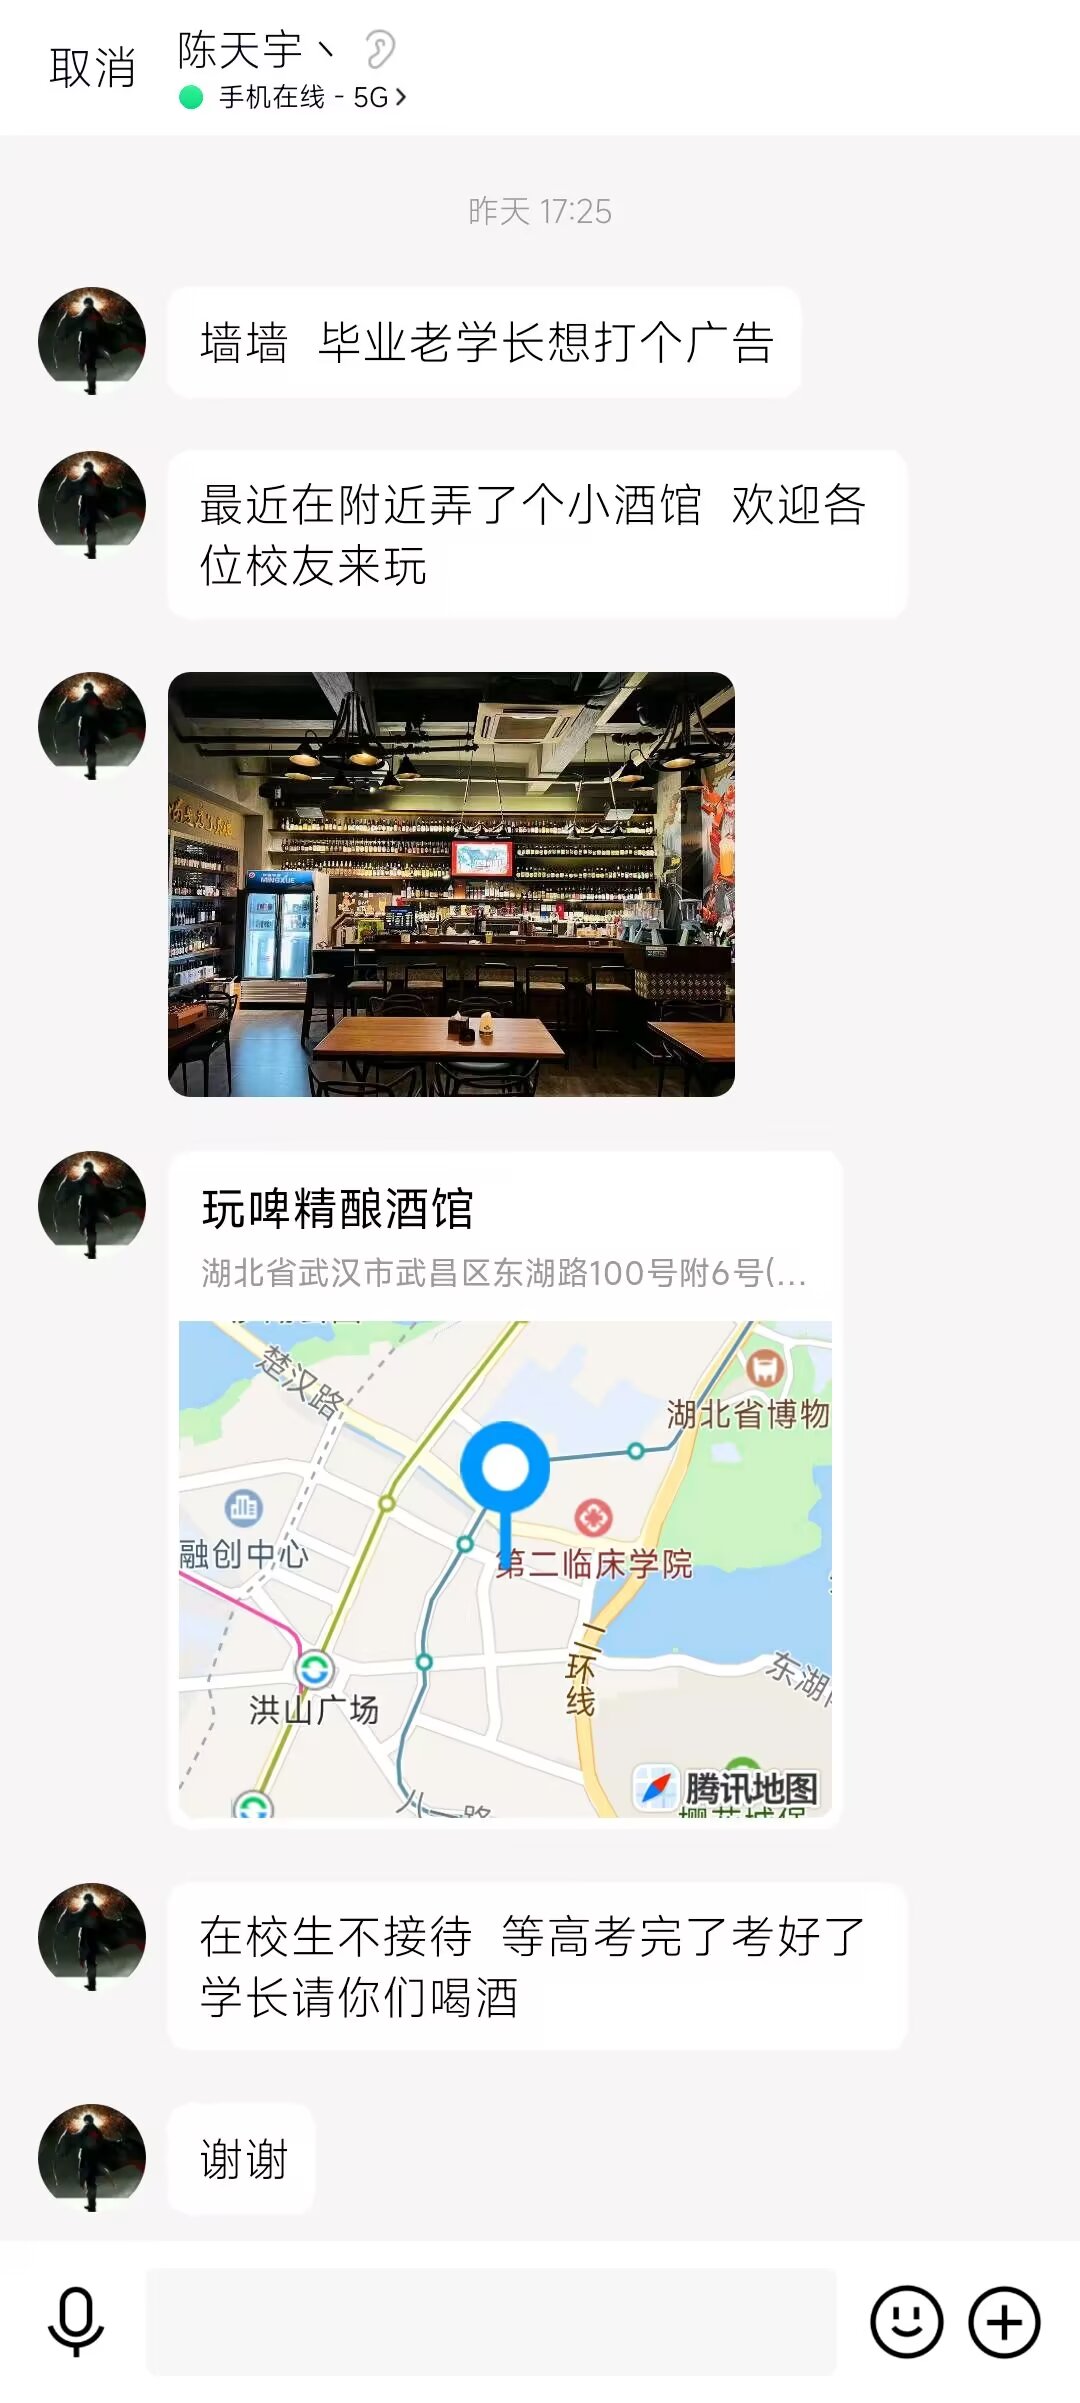 取消
陈天宇丶
手机在线 - 5G
昨天 17:25
墙墙 毕业老学长想打个广告
最近在附近弄了个小酒馆 欢迎各
位校友来玩
MINGXUE
玩啤精酿酒馆
湖北省武汉市武昌区东湖路100号附6号(...
楚汉路
湖北省博物
融创中心
第二临床学院
二环线
东湖
洪山广场
八一路
腾讯地图
在校生不接待 等高考完了考好了
学长请你们喝酒
谢谢